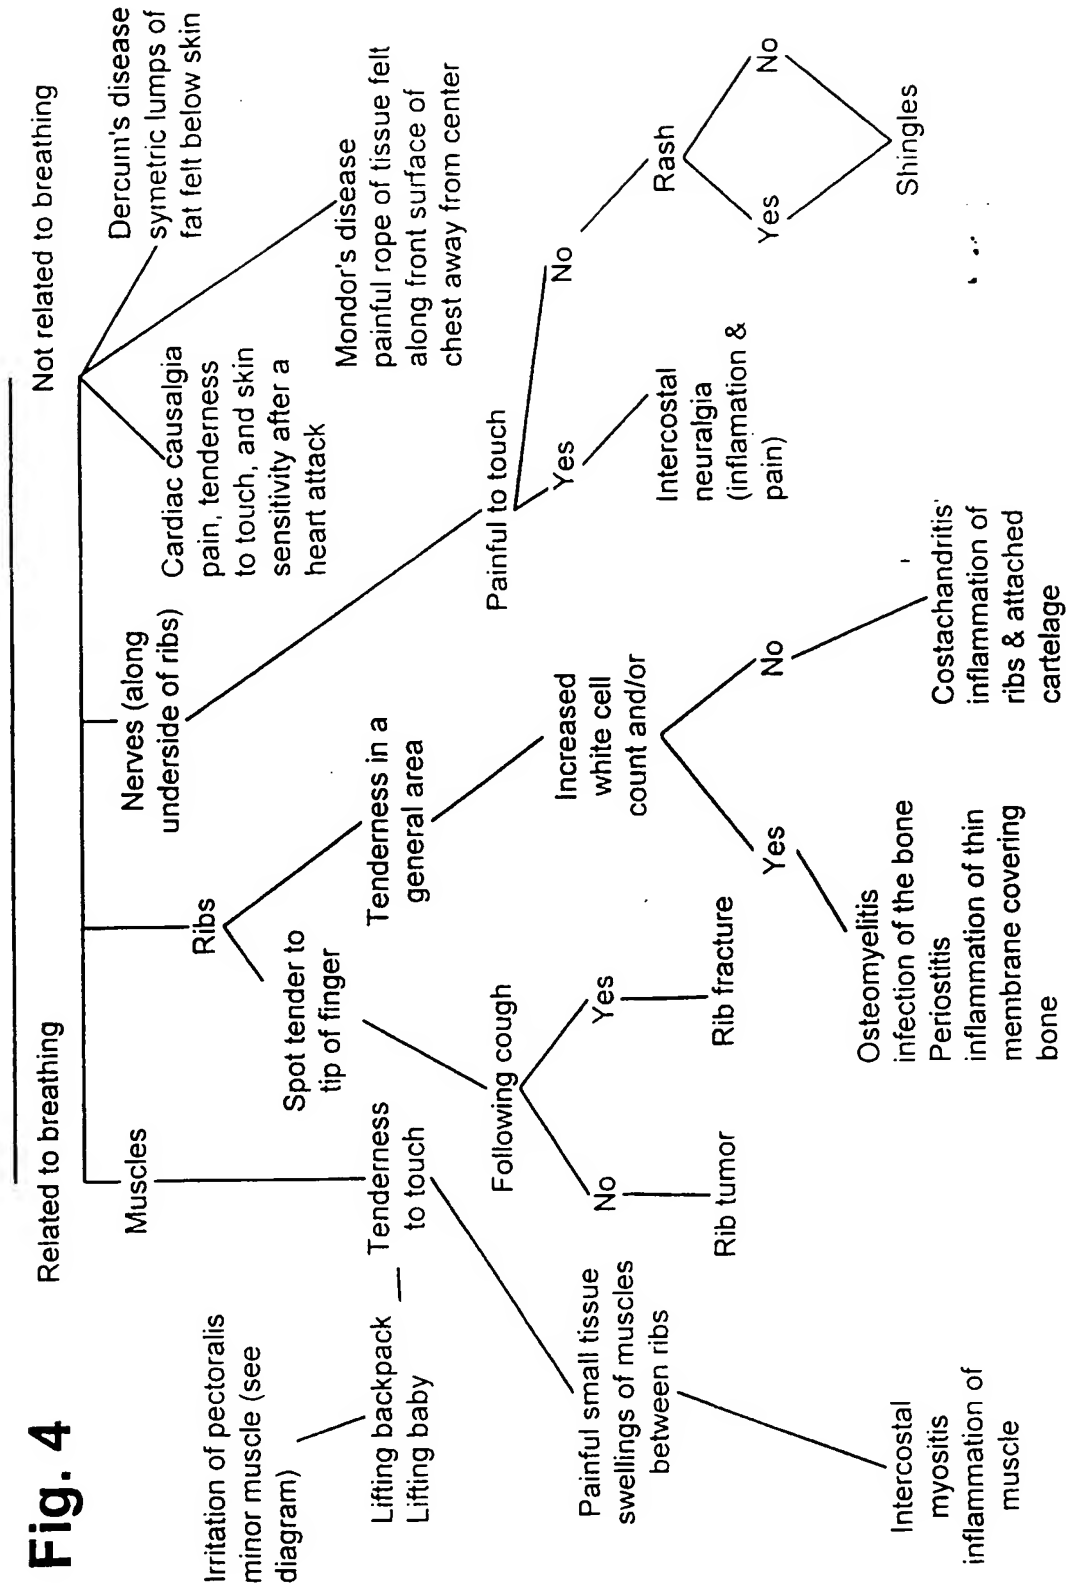 Fig. 4
Related to breathing
Not related to breathing
Muscles
Ribs
Nerves (along
underside of ribs)
Cardiac causalgia
pain, tenderness
to touch, and skin
sensitivity after a
heart attack
Dercum's disease
symetric lumps of
fat felt below skin
Mondor's disease
painful rope of tissue felt
along front surface of
chest away from center
Irritation of pectoralis
minor muscle (see
diagram)
Lifting backpack
Lifting baby
Tenderness
to touch
Spot tender to
tip of finger
Tenderness in a
general area
Painful to touch
Painful small tissue
swellings of muscles
between ribs
Following cough
No
Yes
Rib tumor
Rib fracture
Increased
white cell
count and/or
Yes
No
Yes
No
Intercostal
neuralgia
(inflamation &
pain)
Rash
Yes
No
Shingles
Intercostal
myositis
inflammation of
muscle
Osteomyelitis
infection of the bone
Periostitis
inflammation of thin
menbrane covering
bone
Costachandritis
inflammation of
ribs & attached
cartelage